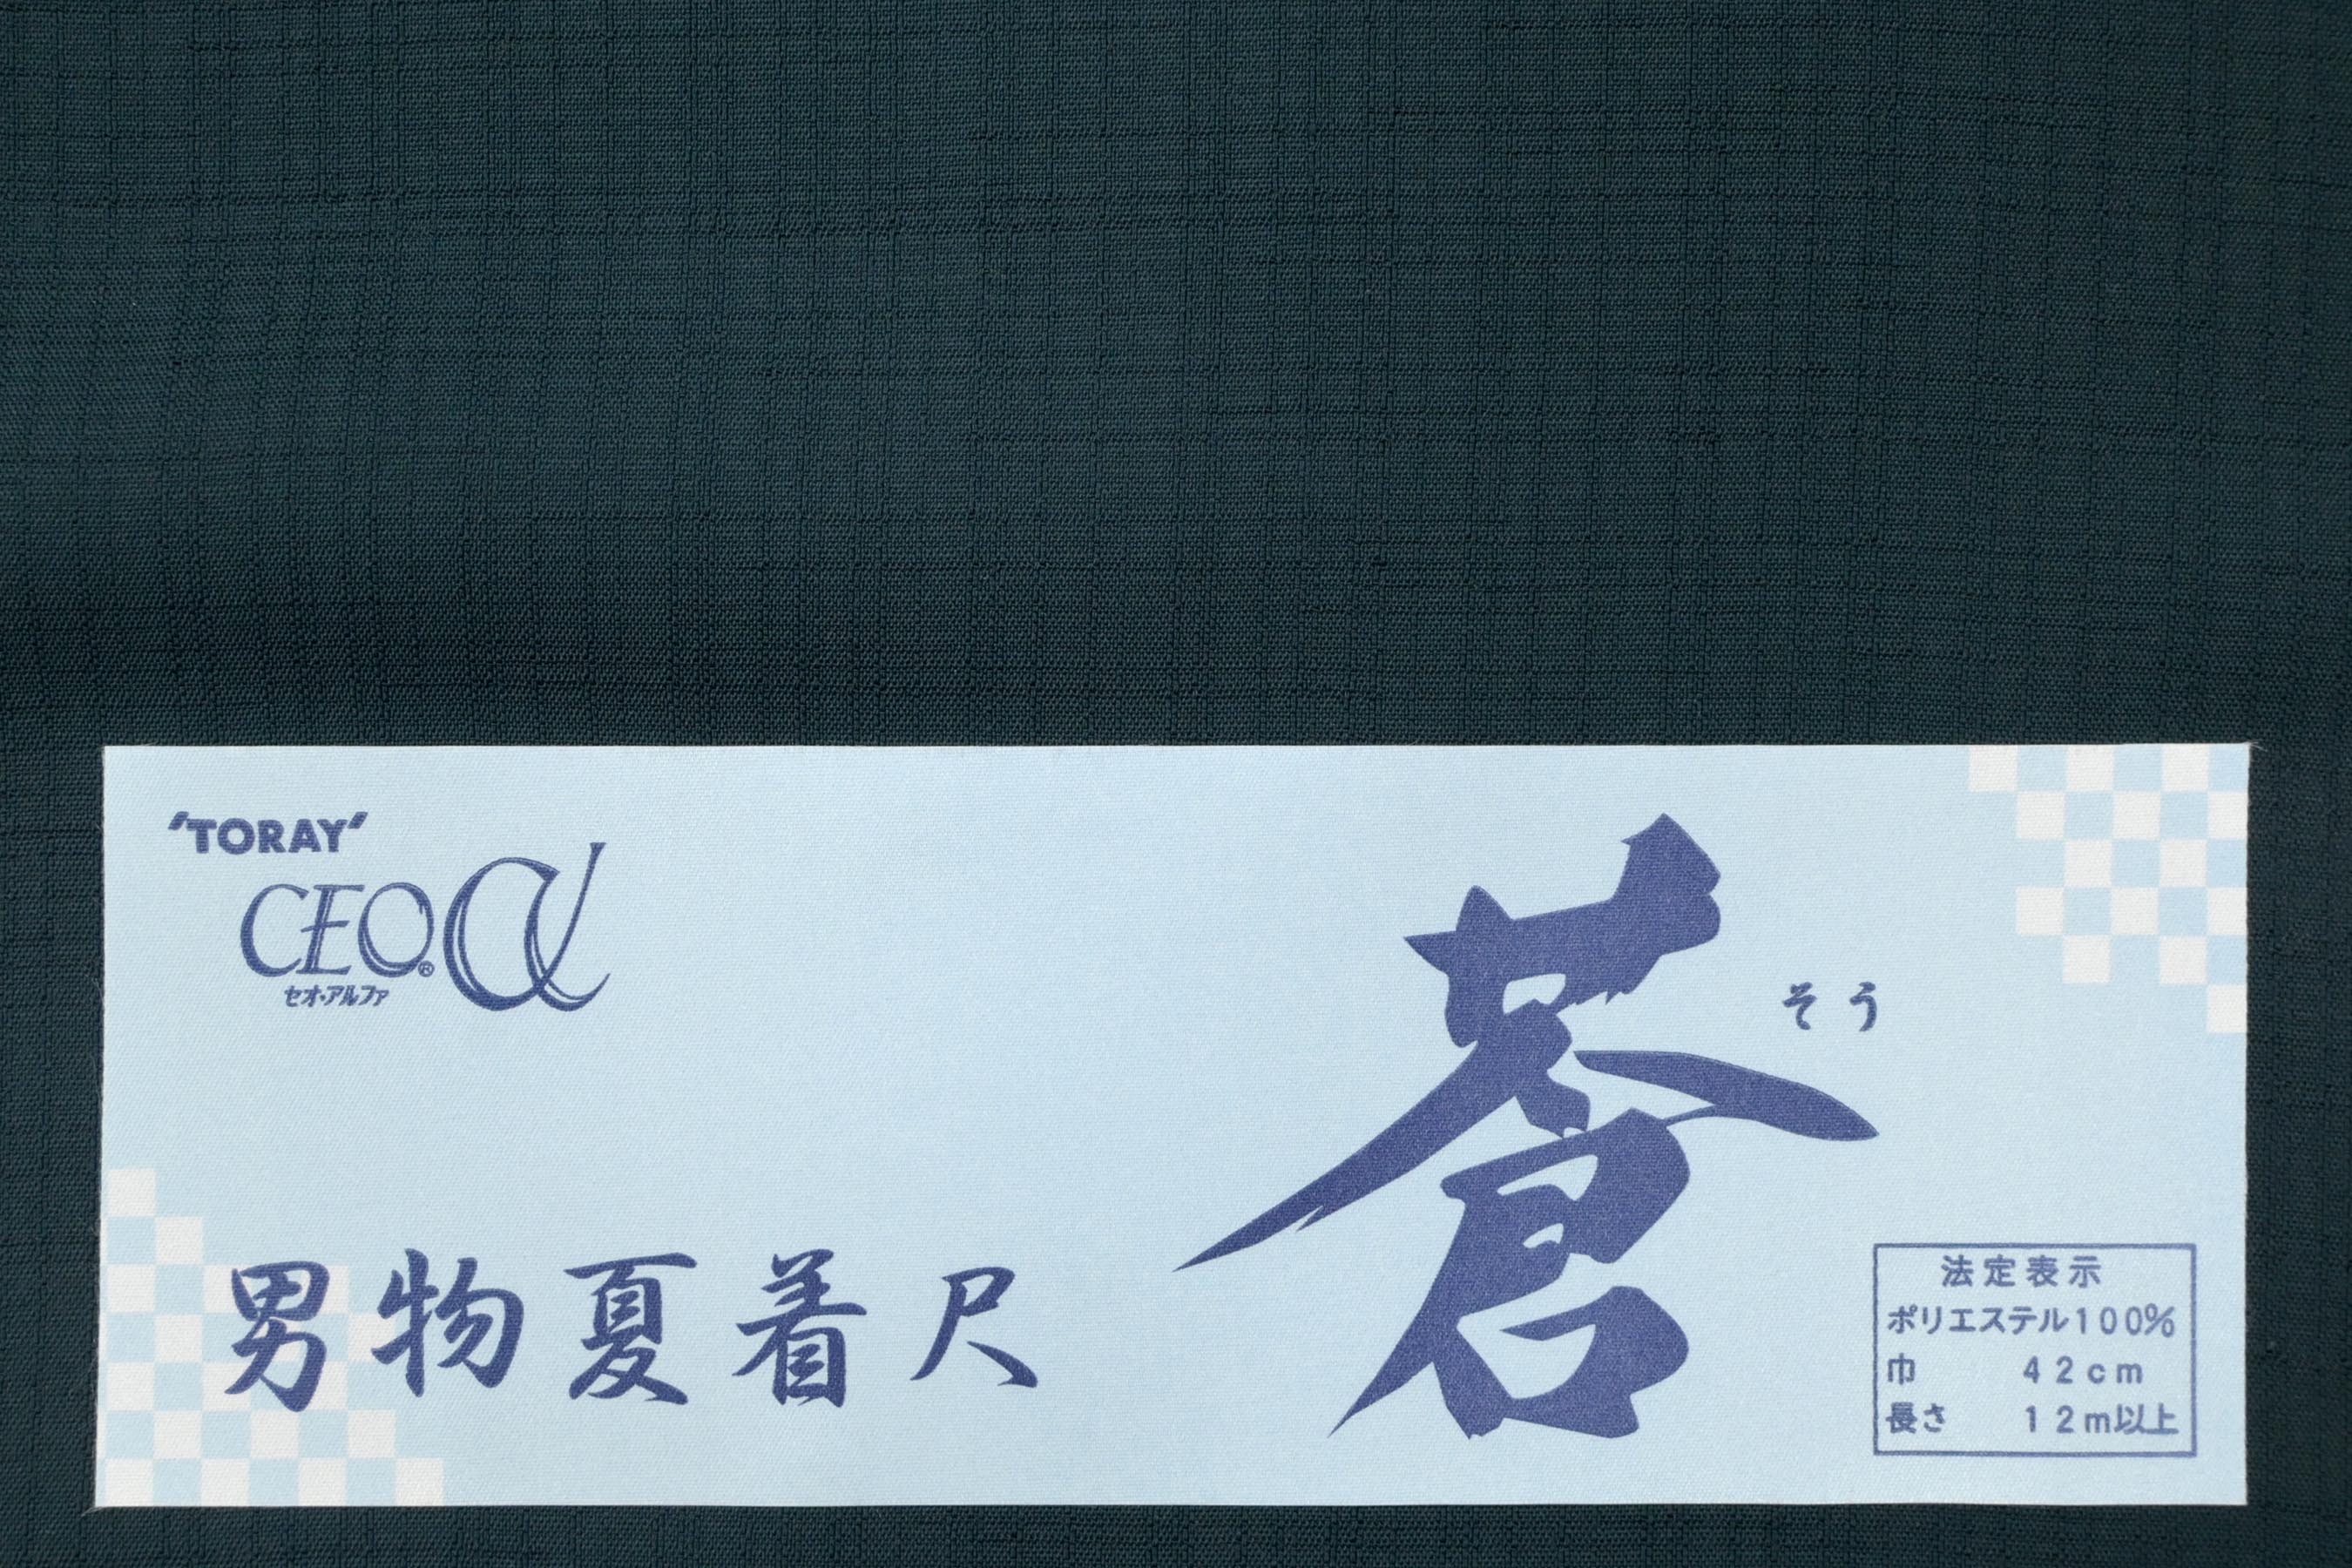 "TORAY"
CEO®α
セオ・アルファ
蒼
そう
男物夏着尺
法定表示
ポリエステル100%
巾 42cm
長さ 12m以上